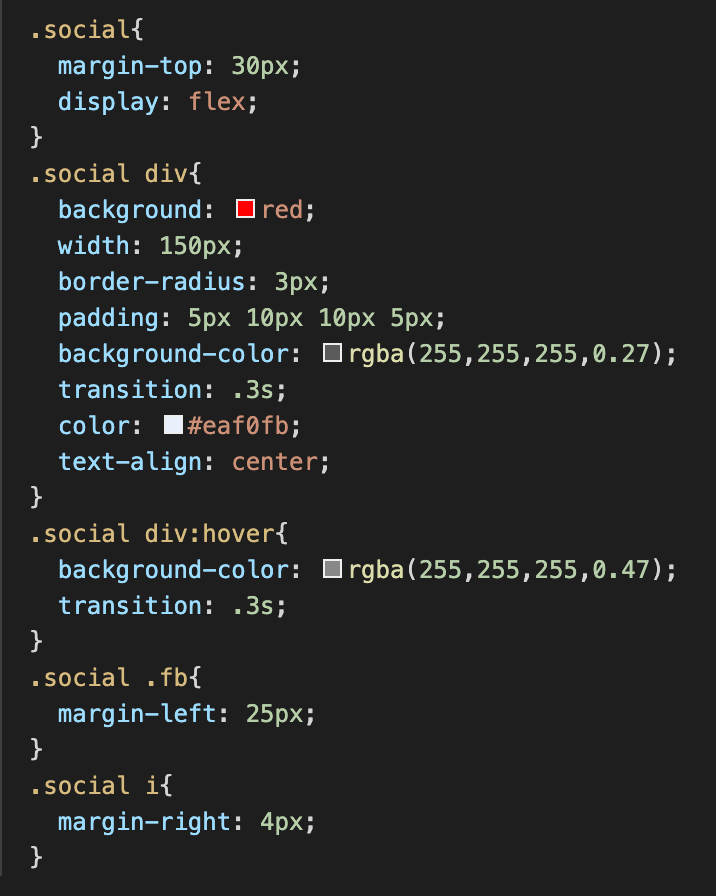 .social{
  margin-top: 30px;
  display: flex;
}
.social div{
  background: red;
  width: 150px;
  border-radius: 3px;
  padding: 5px 10px 10px 5px;
  background-color: rgba(255,255,255,0.27);
  transition: .3s;
  color: #eaf0fb;
  text-align: center;
}
.social div:hover{
  background-color: rgba(255,255,255,0.47);
  transition: .3s;
}
.social .fb{
  margin-left: 25px;
}
.social i{
  margin-right: 4px;
}